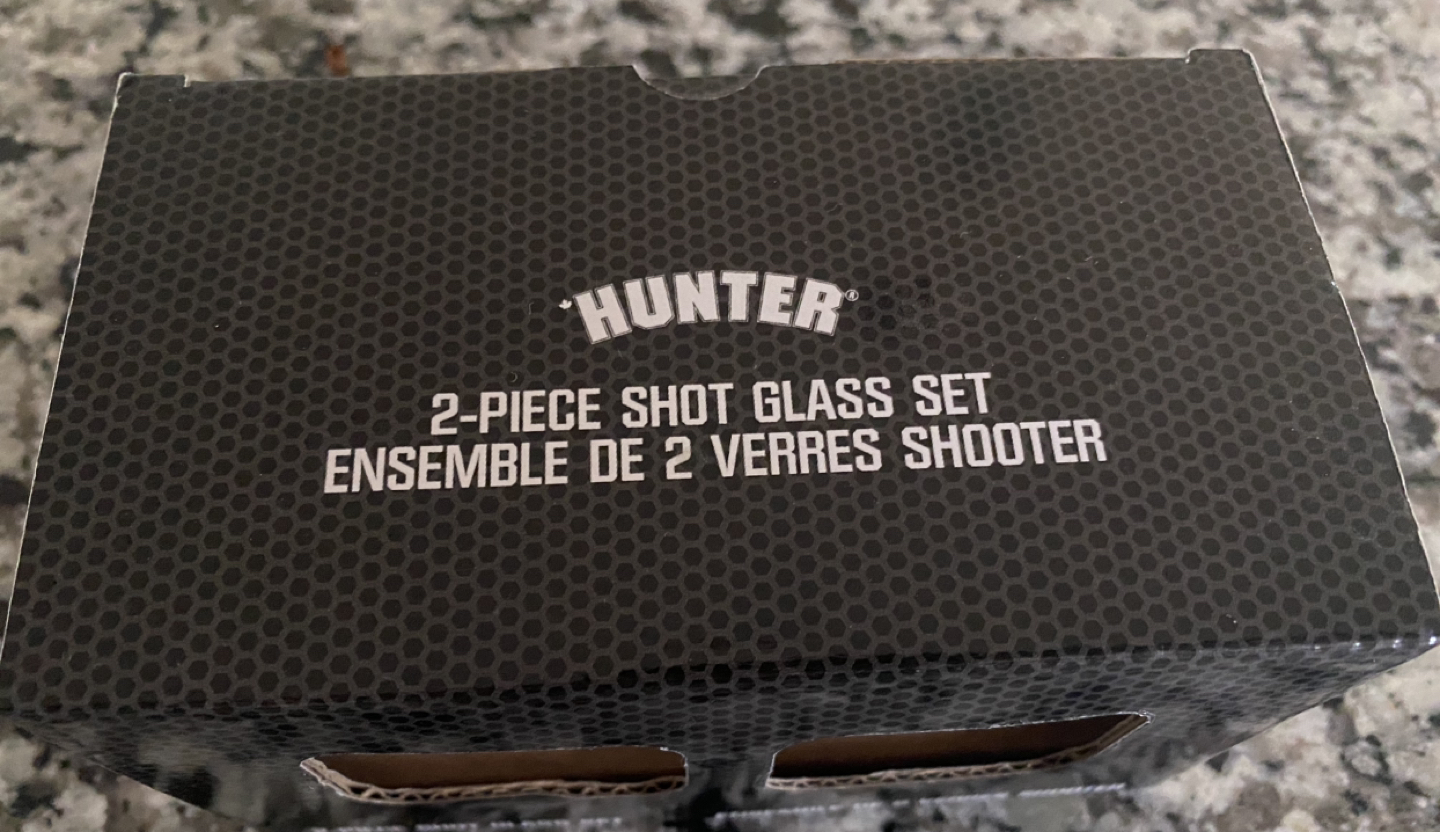 HUNTER®
2-PIECE SHOT GLASS SET
ENSEMBLE DE 2 VERRES SHOOTER